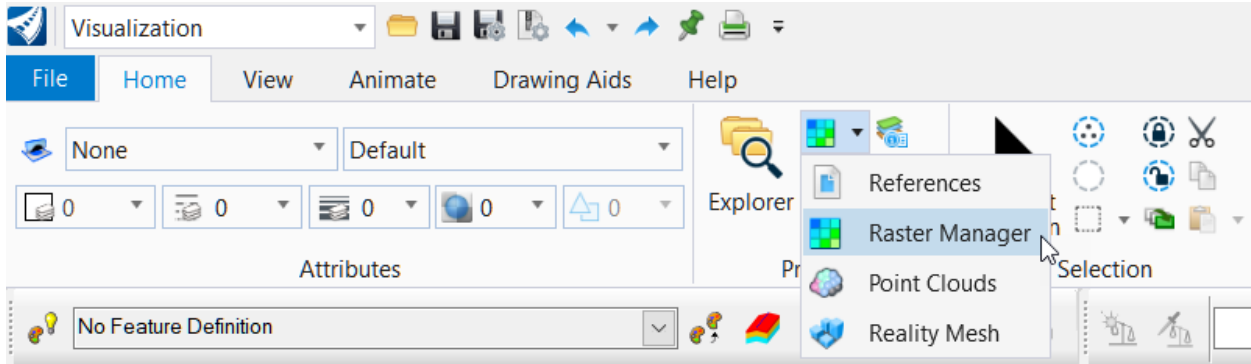 Visualization
File Home View Animate Drawing Aids Help
None Default
References
Explorer
Raster Manager
0 0 0 0 0
Attributes
Selection
Point Clouds
No Feature Definition
Reality Mesh